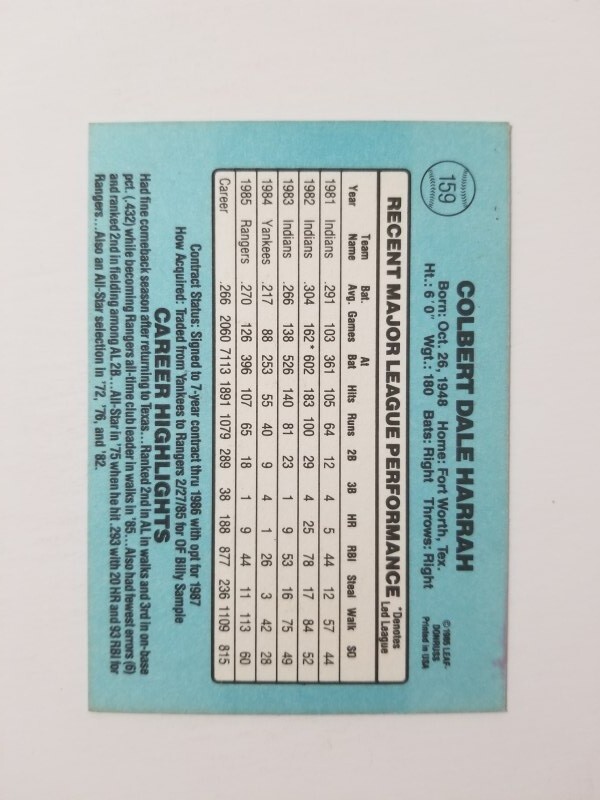 159
COLBERT DALE HARRAH
Born: Oct. 26, 1948 Home: Fort Worth, Tex.
Ht.: 6'0" Wgt.: 180 Bats: Right Throws: Right
© 1985 LEAF-
DONRUSS
Printed in USA
RECENT MAJOR LEAGUE PERFORMANCE *Denotes Led League
Year Team Name Bat. Avg. Games At Bat Hits Runs 2B 3B HR RBI Steal Walk SO
1981 Indians .291 103 361 105 64 12 4 5 44 12 57 44
1982 Indians .304 162* 602 183 100 29 4 25 78 17 84 52
1983 Indians .266 138 526 140 81 23 1 9 53 16 75 49
1984 Yankees .217 88 253 55 40 9 4 1 26 3 42 28
1985 Rangers .270 126 396 107 65 18 1 9 44 11 113 60
Career .266 2060 7113 1891 1079 289 38 188 877 236 1109 815
Contract Status: Signed to 7-year contract thru 1986 with opt for 1987
How Acquired: Traded from Yankees to Rangers 2/27/85 for OF Billy Sample
CAREER HIGHLIGHTS
Had fine comeback season after returning to Texas...Ranked 2nd in AL in walks and 3rd in on-base
pct. (.432) while becoming Rangers all-time club leader in walks in '85...Also had fewest errors (6)
and ranked 2nd in fielding among AL 2B...All-Star in '75 when he hit .293 with 20 HR and 93 RBI for
Rangers...Also an All-Star selection in '72, '76, and '82.